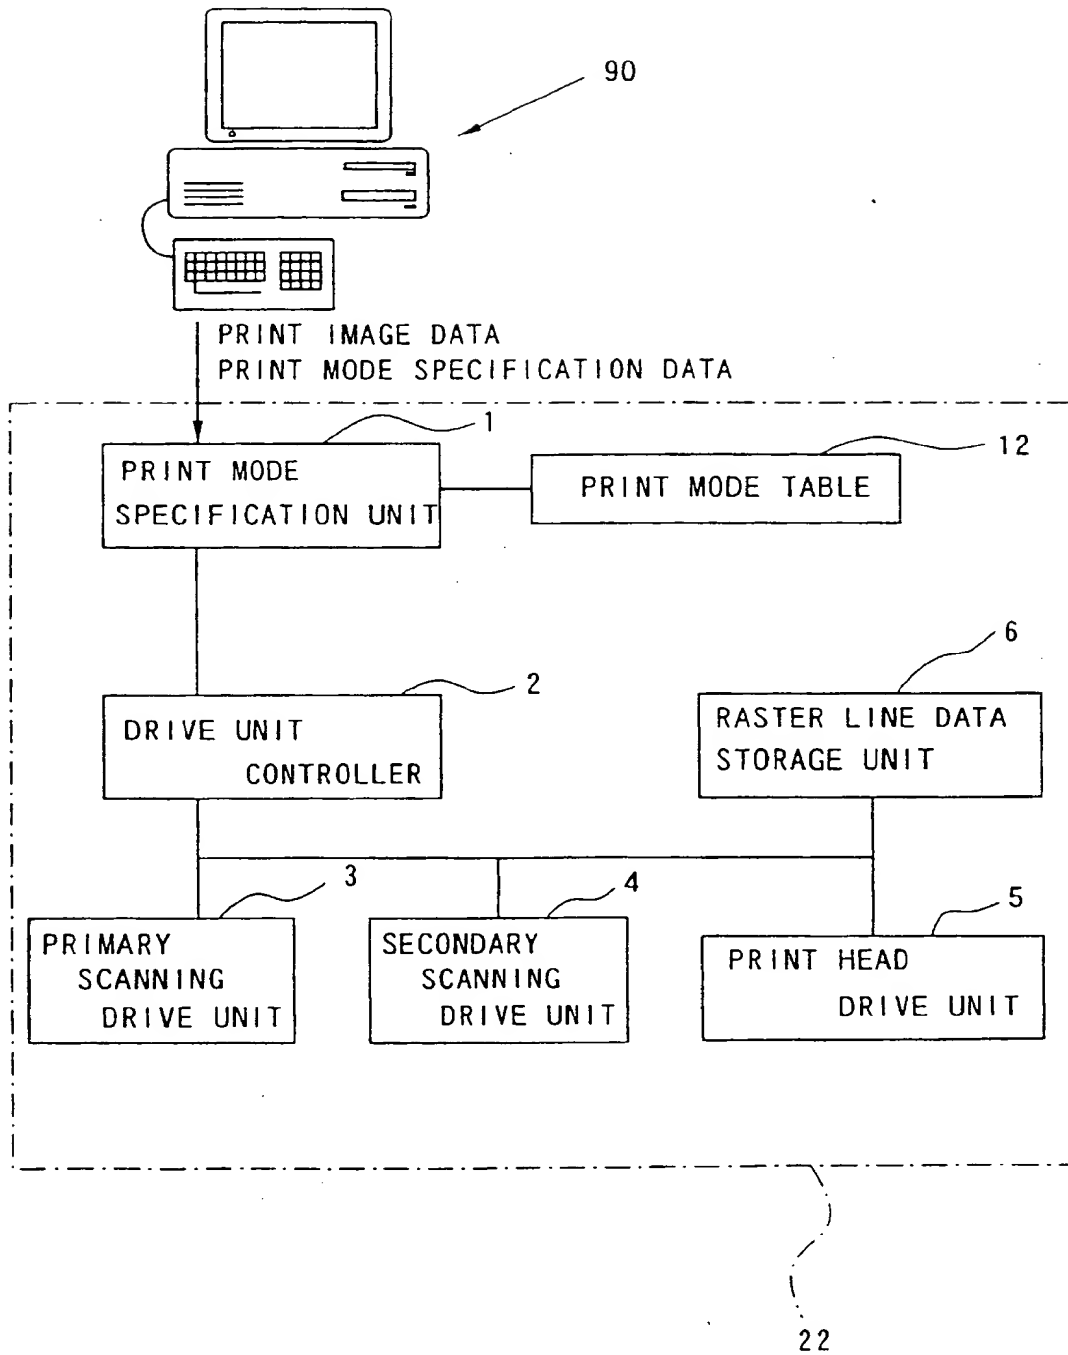 90
PRINT IMAGE DATA
PRINT MODE SPECIFICATION DATA
1
PRINT MODE
SPECIFICATION UNIT
12
PRINT MODE TABLE
2
DRIVE UNIT
CONTROLLER
6
RASTER LINE DATA
STORAGE UNIT
3
PRIMARY
SCANNING
DRIVE UNIT
4
SECONDARY
SCANNING
DRIVE UNIT
5
PRINT HEAD
DRIVE UNIT
22